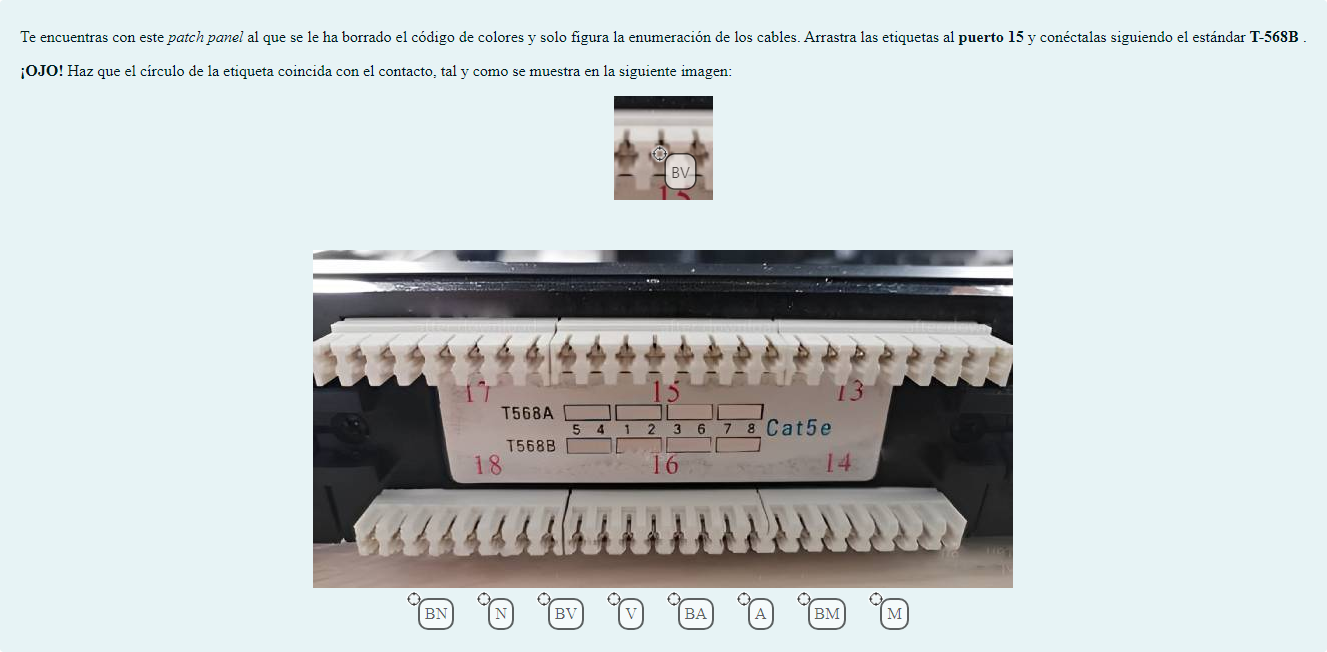 Te encuentras con este patch panel al que se le ha borrado el código de colores y solo figura la enumeración de los cables. Arrastra las etiquetas al puerto 15 y conéctalas siguiendo el estándar T-568B .
¡OJO! Haz que el círculo de la etiqueta coincida con el contacto, tal y como se muestra en la siguiente imagen:
BV
15
17 15 13
T568A
5 4 1 2 3 6 7 8 Cat5e
T568B
18 16 14
BN N BV V BA A BM M